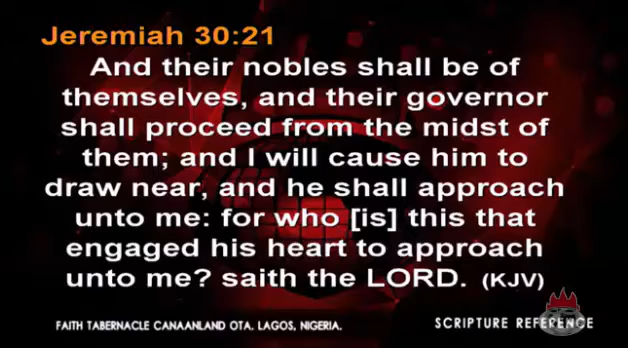 Jeremiah 30:21
And their nobles shall be of
themselves, and their governor
shall proceed from the midst of
them; and I will cause him to
draw near, and he shall approach
unto me: for who [is] this that
engaged his heart to approach
unto me? saith the LORD. (KJV)
FAITH TABERNACLE CANAANLAND OTA, LAGOS, NIGERIA.
SCRIPTURE REFERENCE